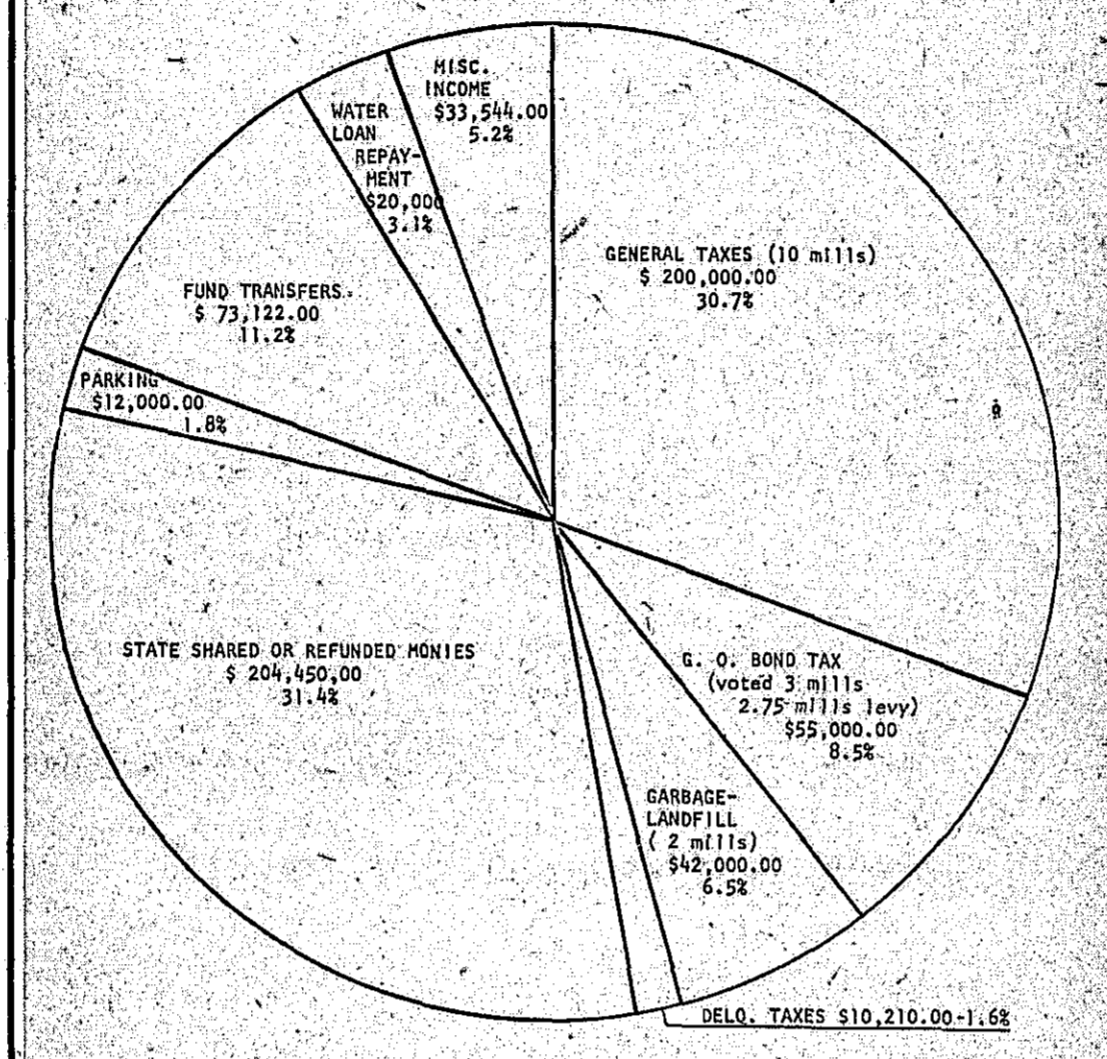 MISC.
INCOME
$33,544.00
5.2%
WATER
LOAN
REPAY-
MENT
$20,000
3.1%
GENERAL TAXES (10 mills)
$ 200,000.00
30.7%
FUND TRANSFERS
$ 73,122.00
11.2%
PARKING
$12,000.00
1.8%
STATE SHARED OR REFUNDED MONIES
$ 204,450.00
31.4%
G. O. BOND TAX
(voted 3 mills
2.75 mills levy)
$55,000.00
8.5%
GARBAGE-
LANDFILL
( 2 mills)
$42,000.00
6.5%
DELQ. TAXES $10,210.00-1.6%